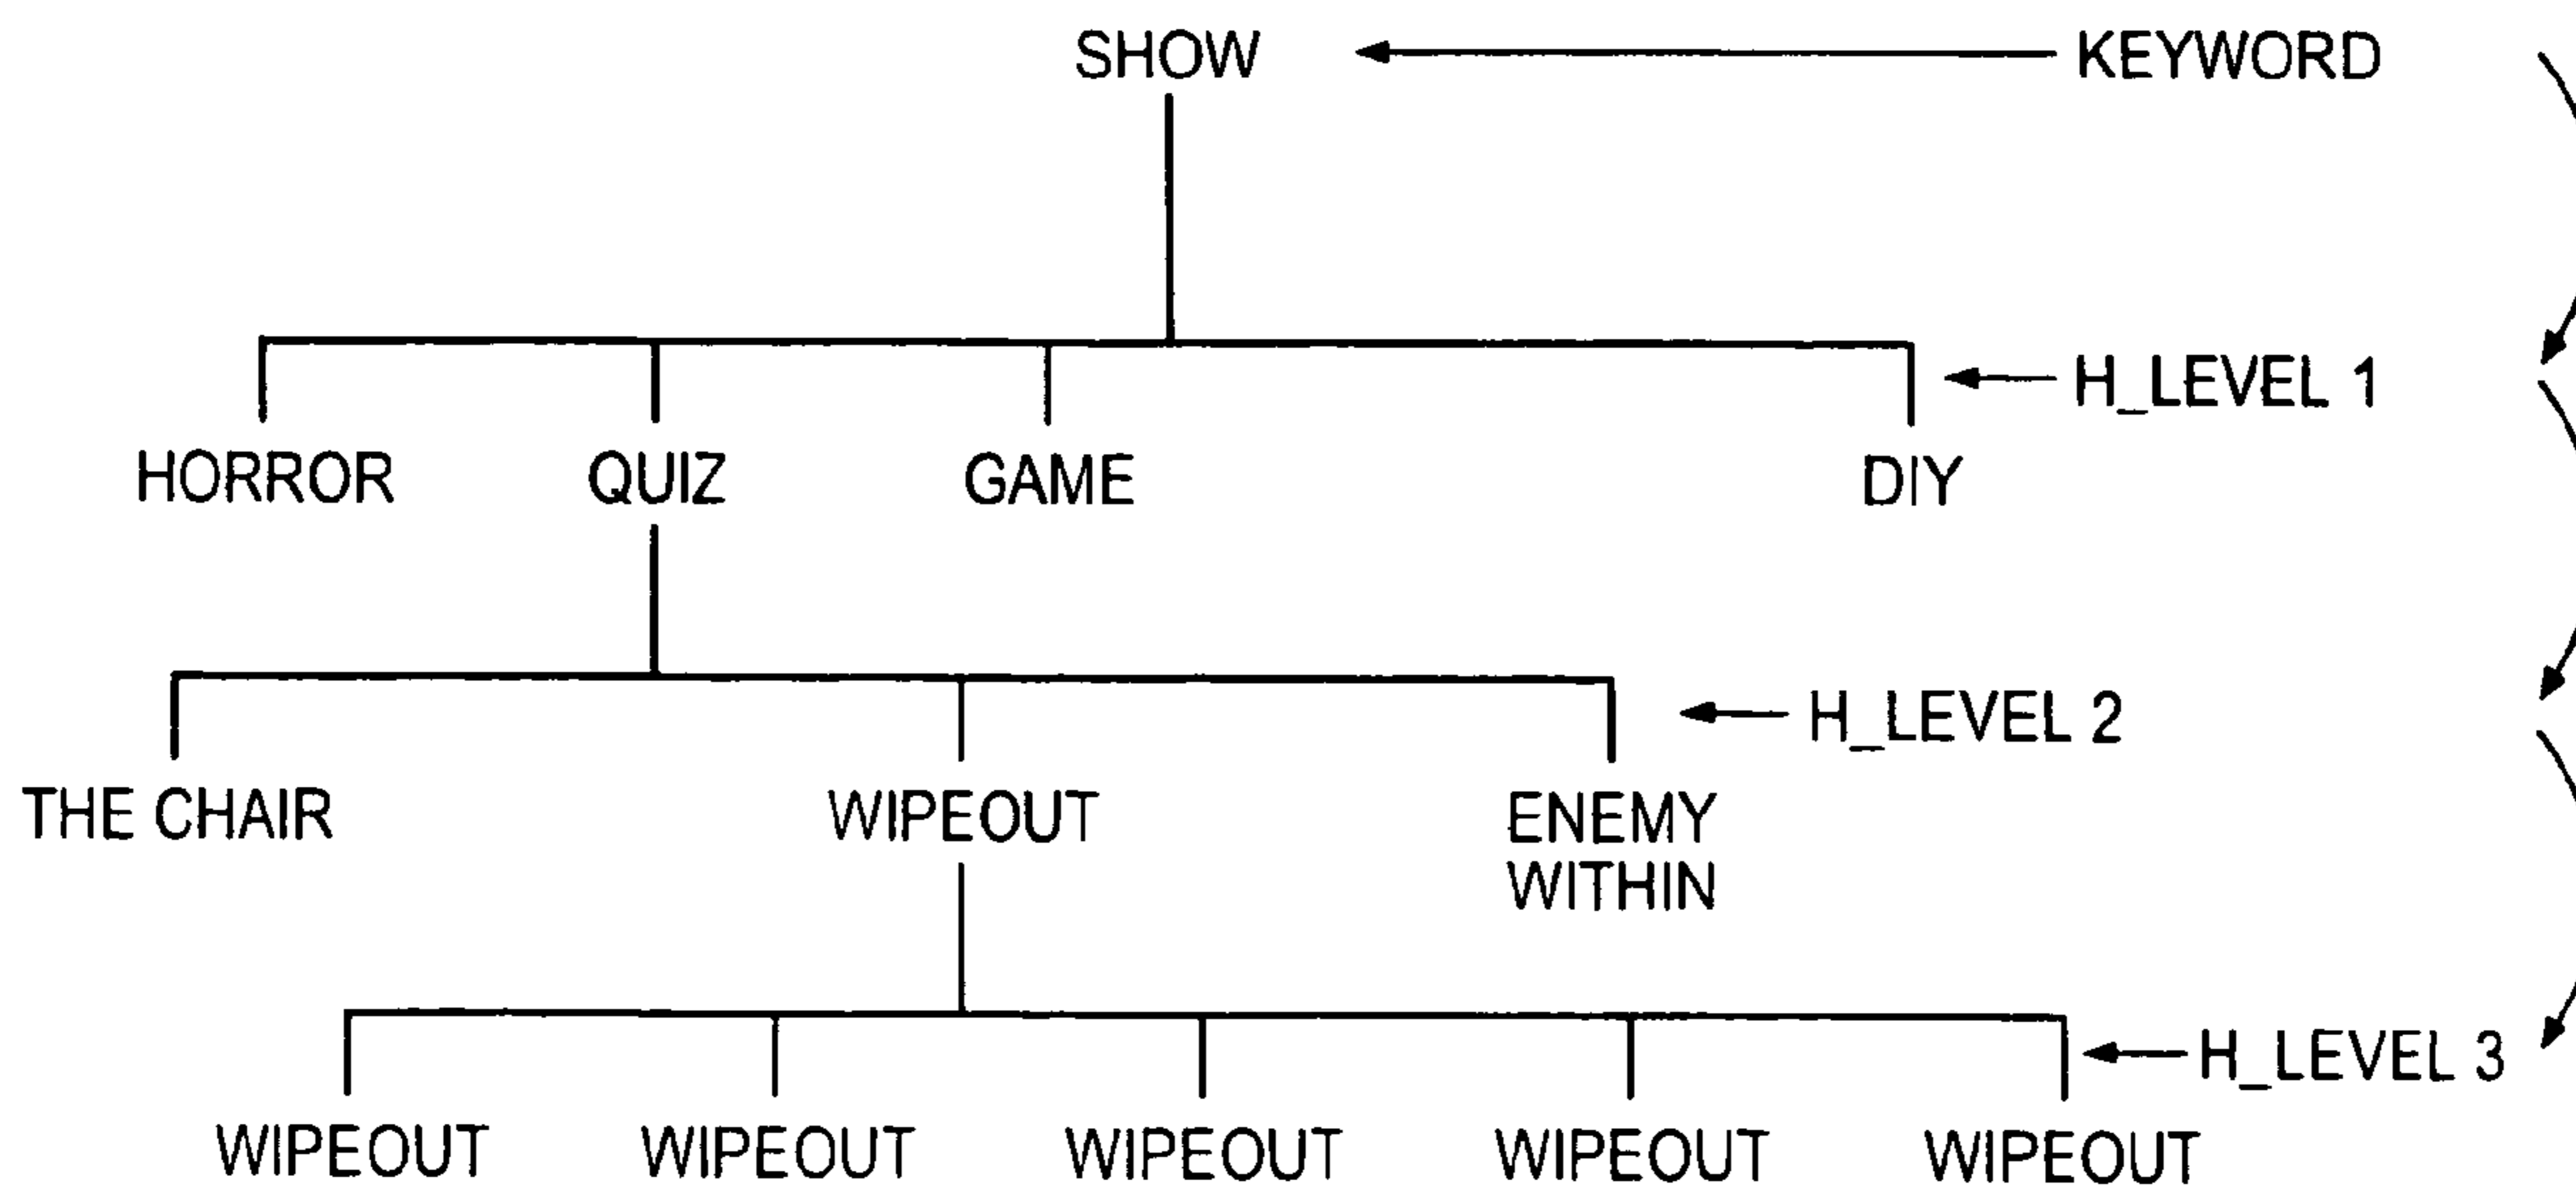 SHOW KEYWORD
H_LEVEL 1
HORROR QUIZ GAME DIY
H_LEVEL 2
THE CHAIR WIPEOUT ENEMY
WITHIN
H_LEVEL 3
WIPEOUT WIPEOUT WIPEOUT WIPEOUT WIPEOUT